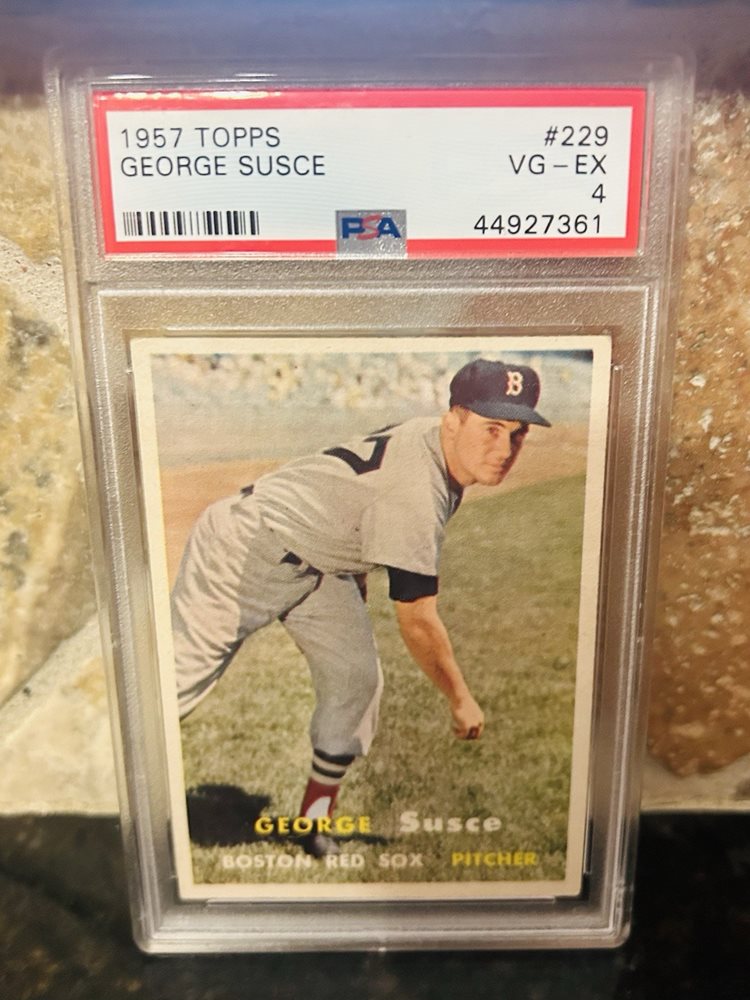 1957 TOPPS #229
GEORGE SUSCE VG-EX
4
PSA 44927361
B
GEORGE Susce
BOSTON RED SOX PITCHER